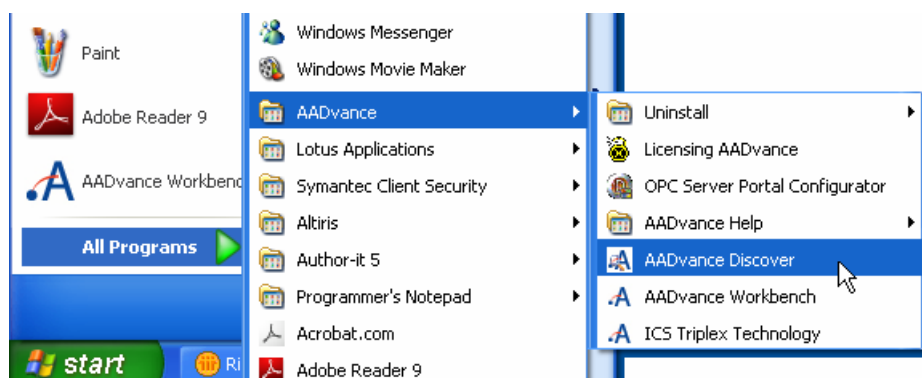 Paint
Adobe Reader 9
AADvance Workbenc
All Programs
start
Ri
Windows Messenger
Windows Movie Maker
AADvance
Lotus Applications
Symantec Client Security
Altiris
Author-it 5
Programmer's Notepad
Acrobat.com
Adobe Reader 9
Uninstall
Licensing AADvance
OPC Server Portal Configurator
AADvance Help
AADvance Discover
AADvance Workbench
ICS Triplex Technology